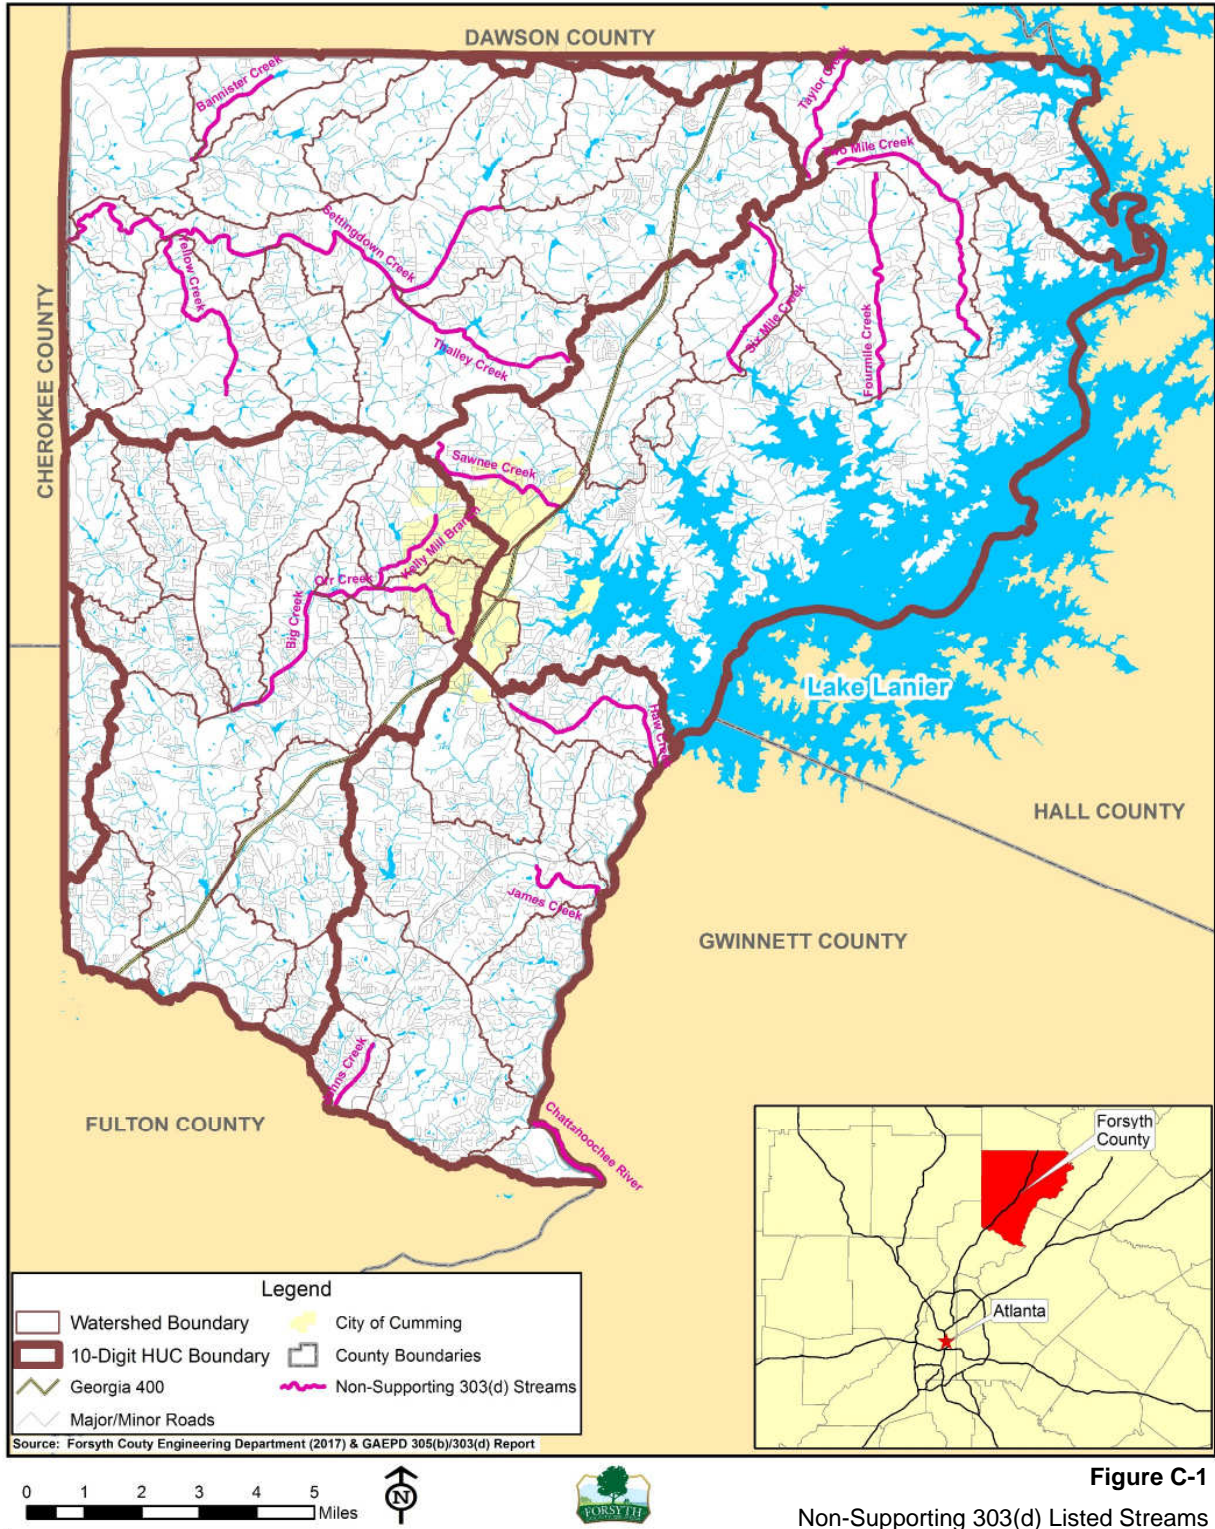 DAWSON COUNTY
Bannister Creek
Taylor Creek
Two Mile Creek
Settingdown Creek
Yellow Creek
Six Mile Creek
Fourmile Creek
Thalley Creek
CHEROKEE COUNTY
Sawnee Creek
Kelly Mill Branch
Orr Creek
Big Creek
Lake Lanier
Haw Creek
HALL COUNTY
James Creek
GWINNETT COUNTY
Johns Creek
FULTON COUNTY
Chattahoochee River
Forsyth
County
Atlanta
Legend
Watershed Boundary
City of Cumming
10-Digit HUC Boundary
County Boundaries
Georgia 400
Non-Supporting 303(d) Streams
Major/Minor Roads
Source: Forsyth Couty Engineering Department (2017) & GAEPD 305(b)/303(d) Report
0 1 2 3 4 5
Miles
N
FORSYTH
Figure C-1
Non-Supporting 303(d) Listed Streams